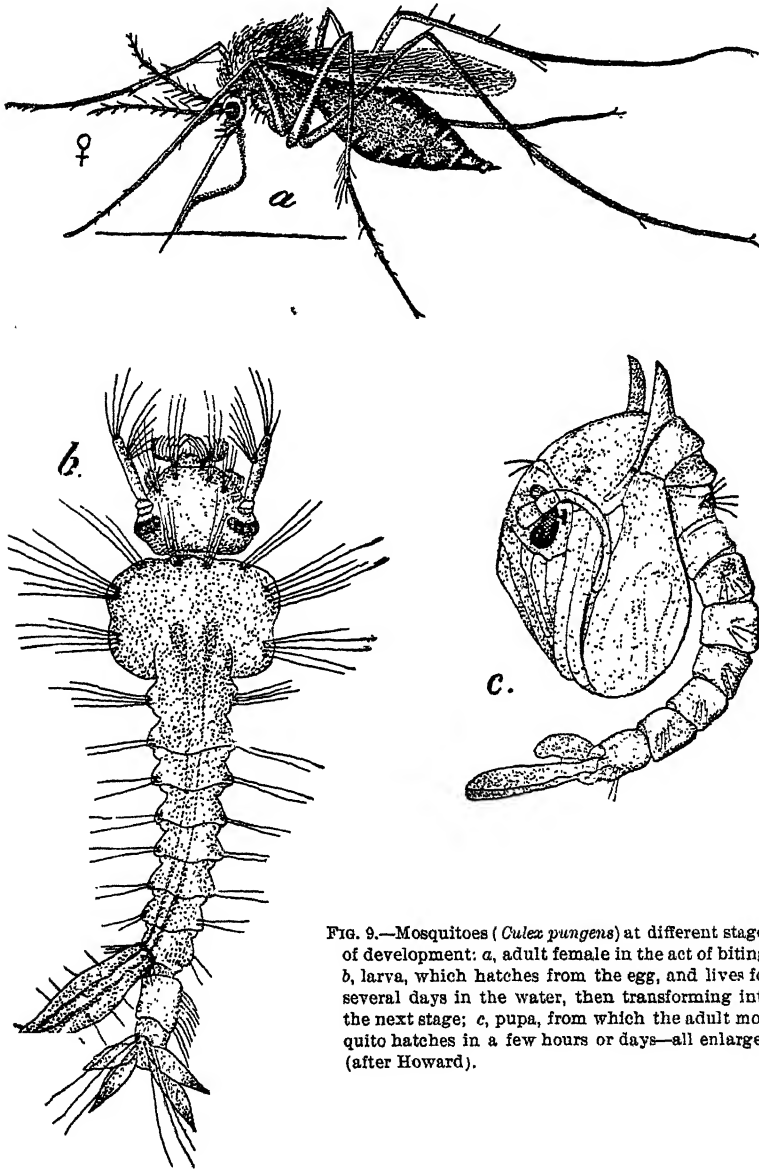 ♀
a
b.
c.
FIG. 9.—Mosquitoes (Culex pungens) at different stage
of development: a, adult female in the act of biting
b, larva, which hatches from the egg, and lives fo
several days in the water, then transforming int
the next stage; c, pupa, from which the adult mo
quito hatches in a few hours or days—all enlarge
(after Howard).